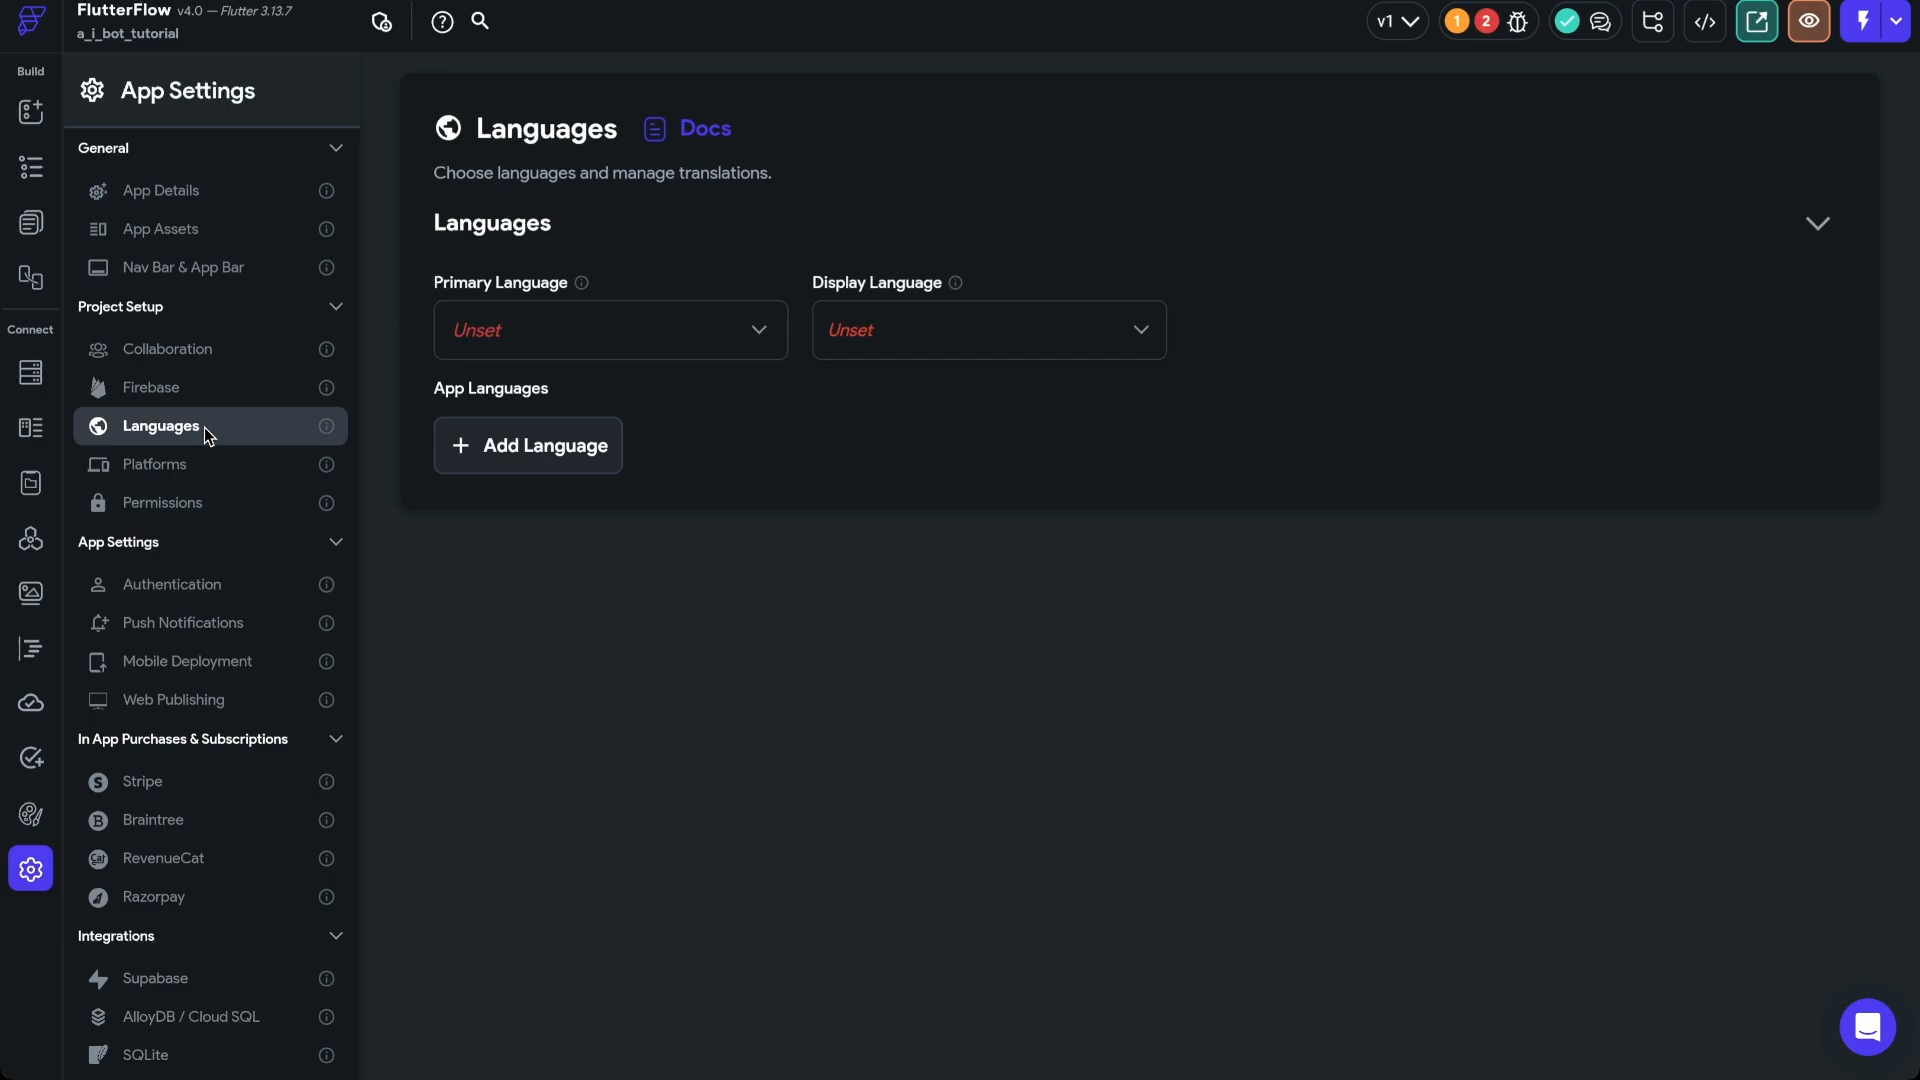 FlutterFlow v4.0 — Flutter 3.13.7
a_i_bot_tutorial
v1
1
2
Build
Connect
App Settings
General
App Details
App Assets
Nav Bar & App Bar
Project Setup
Collaboration
Firebase
Languages
Platforms
Permissions
App Settings
Authentication
Push Notifications
Mobile Deployment
Web Publishing
In App Purchases & Subscriptions
Stripe
Braintree
RevenueCat
Razorpay
Integrations
Supabase
AlloyDB / Cloud SQL
SQLite
Languages Docs
Choose languages and manage translations.
Languages
Primary Language Display Language
Unset Unset
App Languages
+ Add Language